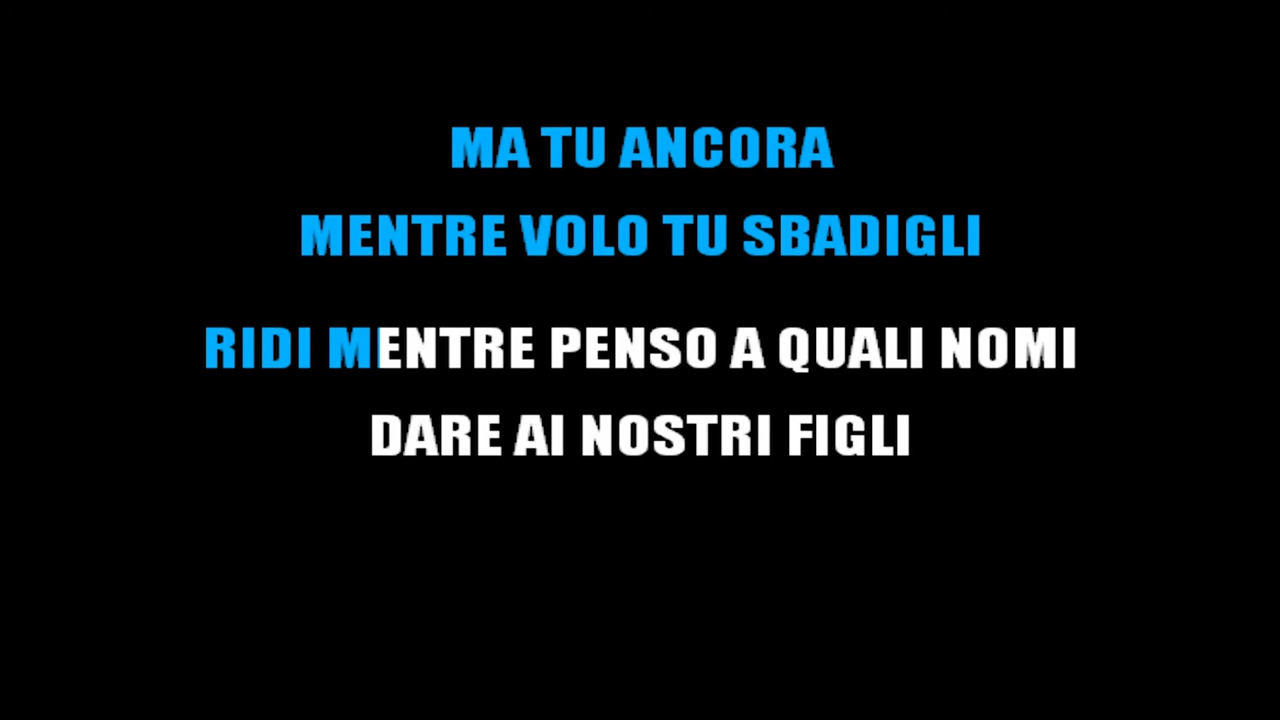 MA TU ANCORA
MENTRE VOLO TU SBADIGLI
RIDI MENTRE PENSO A QUALI NOMI
DARE AI NOSTRI FIGLI